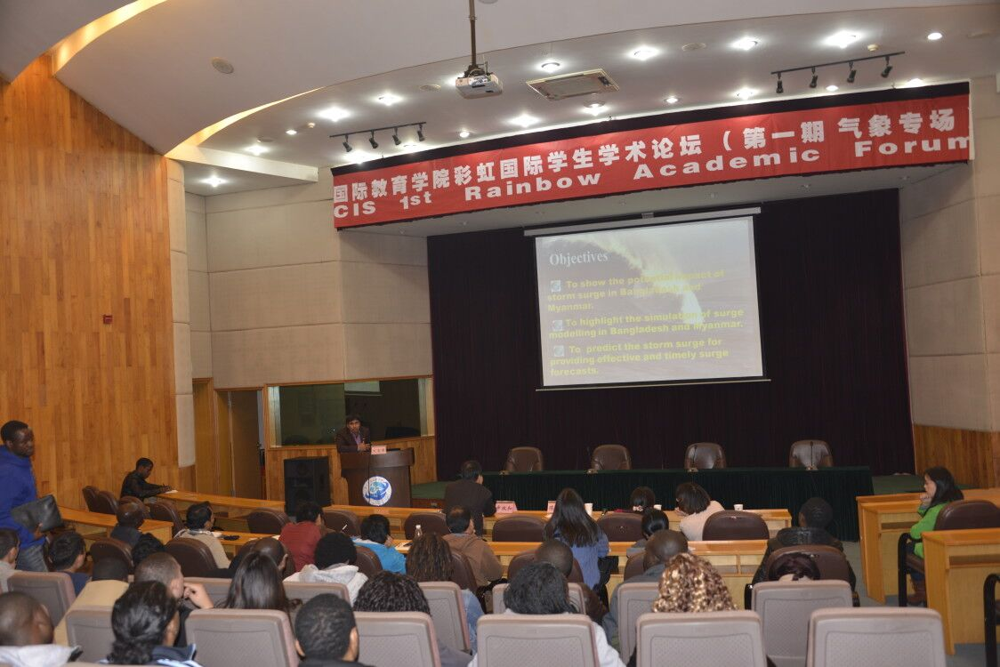 国际教育学院彩虹国际学生学术论坛（第一期 气象专场
CIS 1st Rainbow Academic Forum
Objectives
To show the potential impact of
storm surge in Bangladesh and
Myanmar.
To highlight the simulation of surge
modelling in Bangladesh and Myanmar.
To predict the storm surge for
providing effective and timely surge
forecasts.